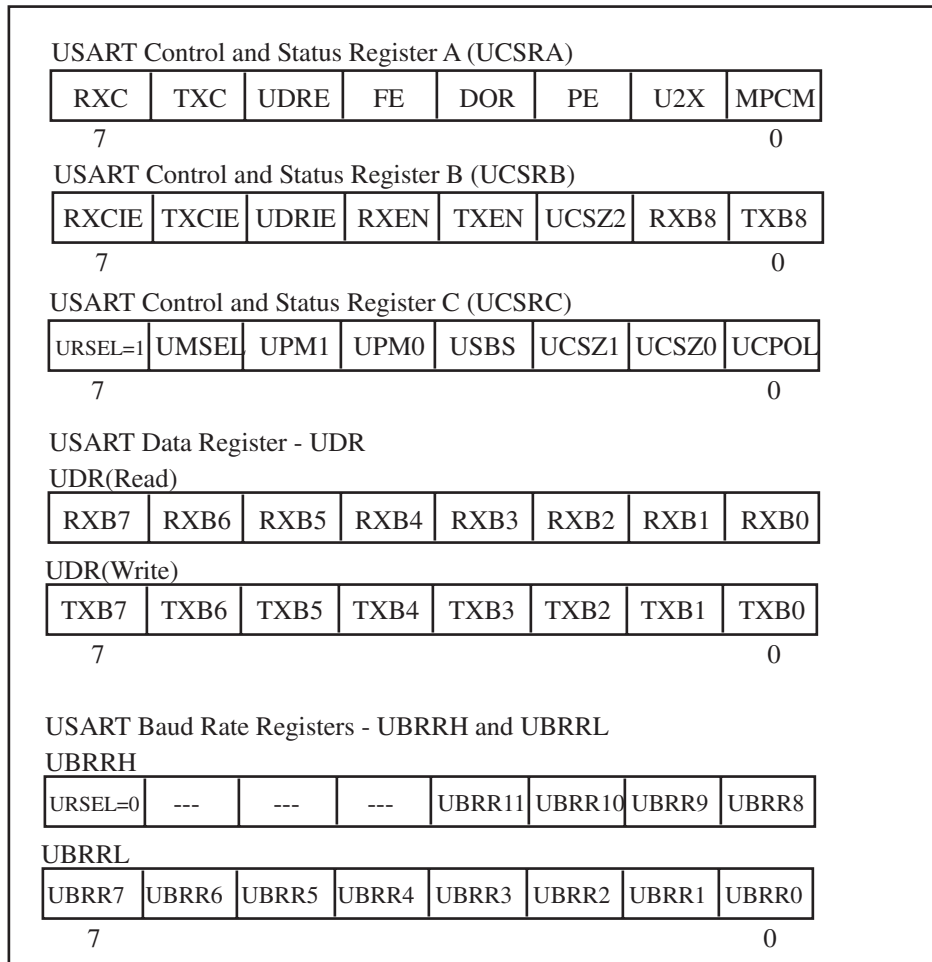 USART Control and Status Register A (UCSRA)
RXC TXC UDRE FE DOR PE U2X MPCM
7 0
USART Control and Status Register B (UCSRB)
RXCIE TXCIE UDRIE RXEN TXEN UCSZ2 RXB8 TXB8
7 0
USART Control and Status Register C (UCSRC)
URSEL=1 UMSEL UPM1 UPM0 USBS UCSZ1 UCSZ0 UCPOL
7 0
USART Data Register - UDR
UDR(Read)
RXB7 RXB6 RXB5 RXB4 RXB3 RXB2 RXB1 RXB0
UDR(Write)
TXB7 TXB6 TXB5 TXB4 TXB3 TXB2 TXB1 TXB0
7 0
USART Baud Rate Registers - UBRRH and UBRRL
UBRRH
URSEL=0 --- --- --- UBRR11 UBRR10 UBRR9 UBRR8
UBRRL
UBRR7 UBRR6 UBRR5 UBRR4 UBRR3 UBRR2 UBRR1 UBRR0
7 0